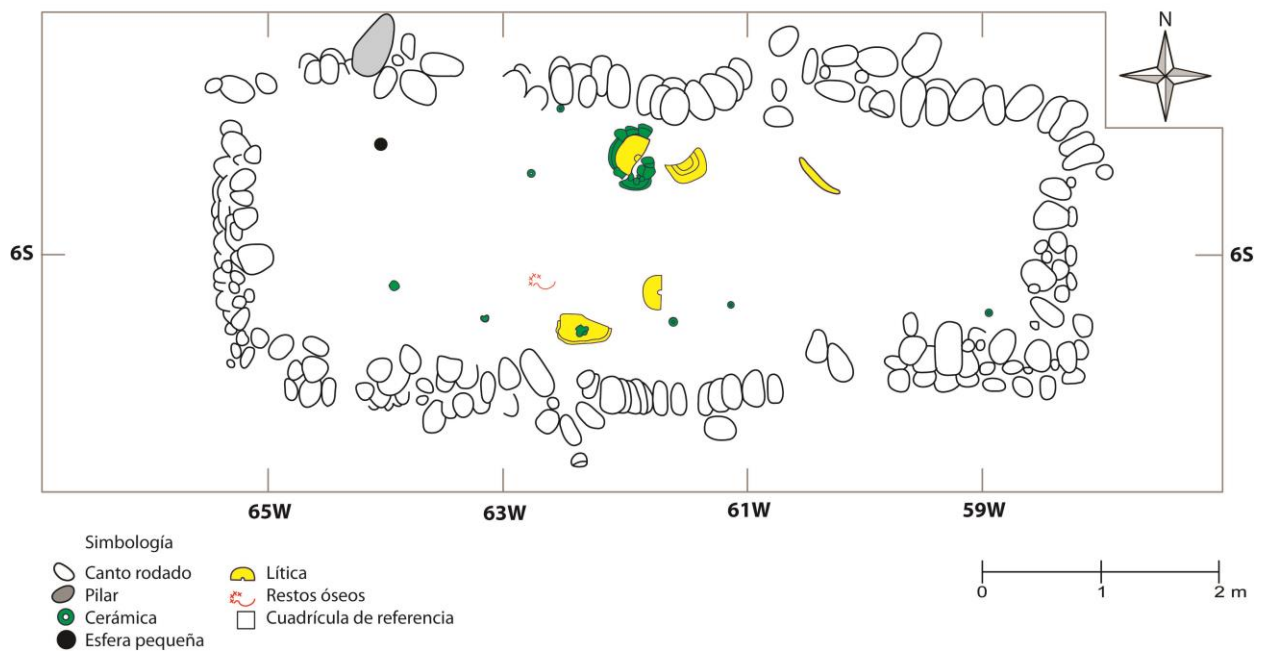 N
6S
6S
65W
63W
61W
59W
Simbología
Canto rodado
Pilar
Cerámica
Esfera pequeña
Lítica
Restos óseos
Cuadrícula de referencia
0 1 2 m